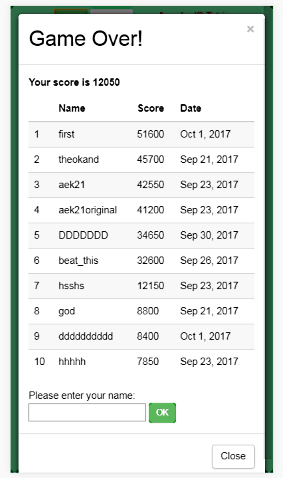 Game Over!
×
Your score is 12050
Name Score Date
1 first 51600 Oct 1, 2017
2 theokand 45700 Sep 21, 2017
3 aek21 42550 Sep 23, 2017
4 aek21original 41200 Sep 23, 2017
5 DDDDDDD 34650 Sep 30, 2017
6 beat_this 32600 Sep 26, 2017
7 hsshs 12150 Sep 23, 2017
8 god 8800 Sep 21, 2017
9 dddddddddd 8400 Oct 1, 2017
10 hhhhh 7850 Sep 23, 2017
Please enter your name:
OK
Close